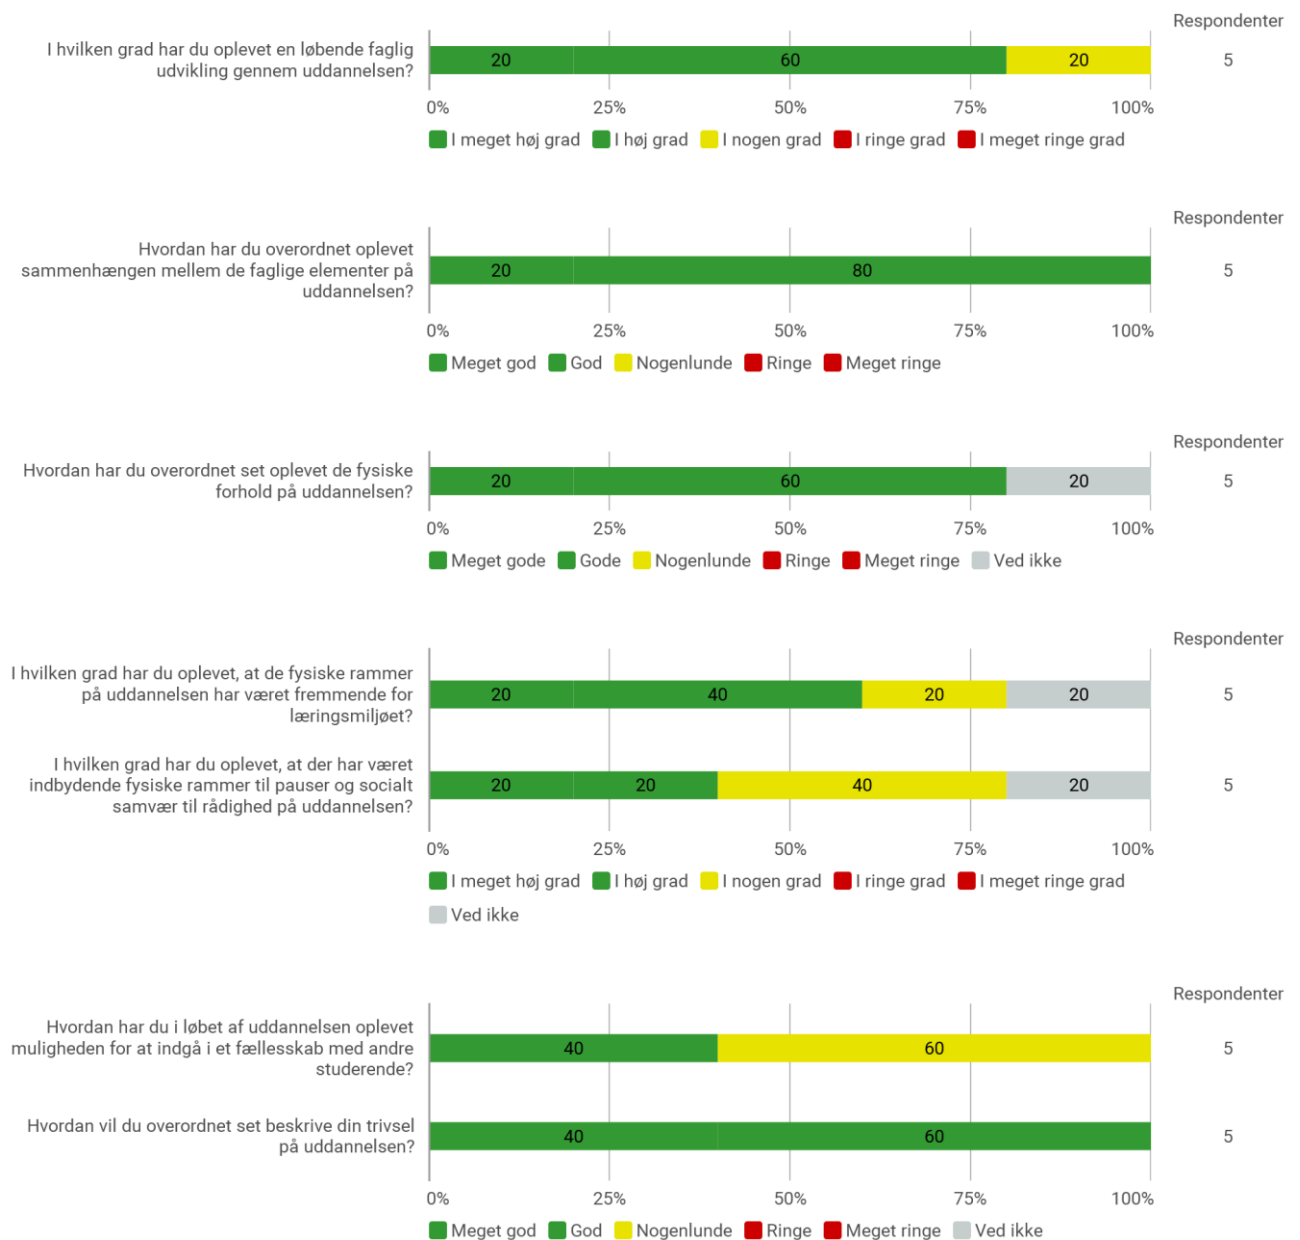 Respondenter
I hvilken grad har du oplevet en løbende faglig
udvikling gennem uddannelsen?
20 60 20 5
0% 25% 50% 75% 100%
I meget høj grad I høj grad I nogen grad I ringe grad I meget ringe grad
Respondenter
Hvordan har du overordnet oplevet
sammenhængen mellem de faglige elementer på
uddannelsen?
20 80 5
0% 25% 50% 75% 100%
Meget god God Nogenlunde Ringe Meget ringe
Respondenter
Hvordan har du overordnet set oplevet de fysiske
forhold på uddannelsen?
20 60 20 5
0% 25% 50% 75% 100%
Meget gode Gode Nogenlunde Ringe Meget ringe Ved ikke
Respondenter
I hvilken grad har du oplevet, at de fysiske rammer
på uddannelsen har været fremmende for
læringsmiljøet?
20 40 20 20 5
I hvilken grad har du oplevet, at der har været
indbydende fysiske rammer til pauser og socialt
samvær til rådighed på uddannelsen?
20 20 40 20 5
0% 25% 50% 75% 100%
I meget høj grad I høj grad I nogen grad I ringe grad I meget ringe grad
Ved ikke
Respondenter
Hvordan har du i løbet af uddannelsen oplevet
muligheden for at indgå i et fællesskab med andre
studerende?
40 60 5
Hvordan vil du overordnet set beskrive din trivsel
på uddannelsen?
40 60 5
0% 25% 50% 75% 100%
Meget god God Nogenlunde Ringe Meget ringe Ved ikke